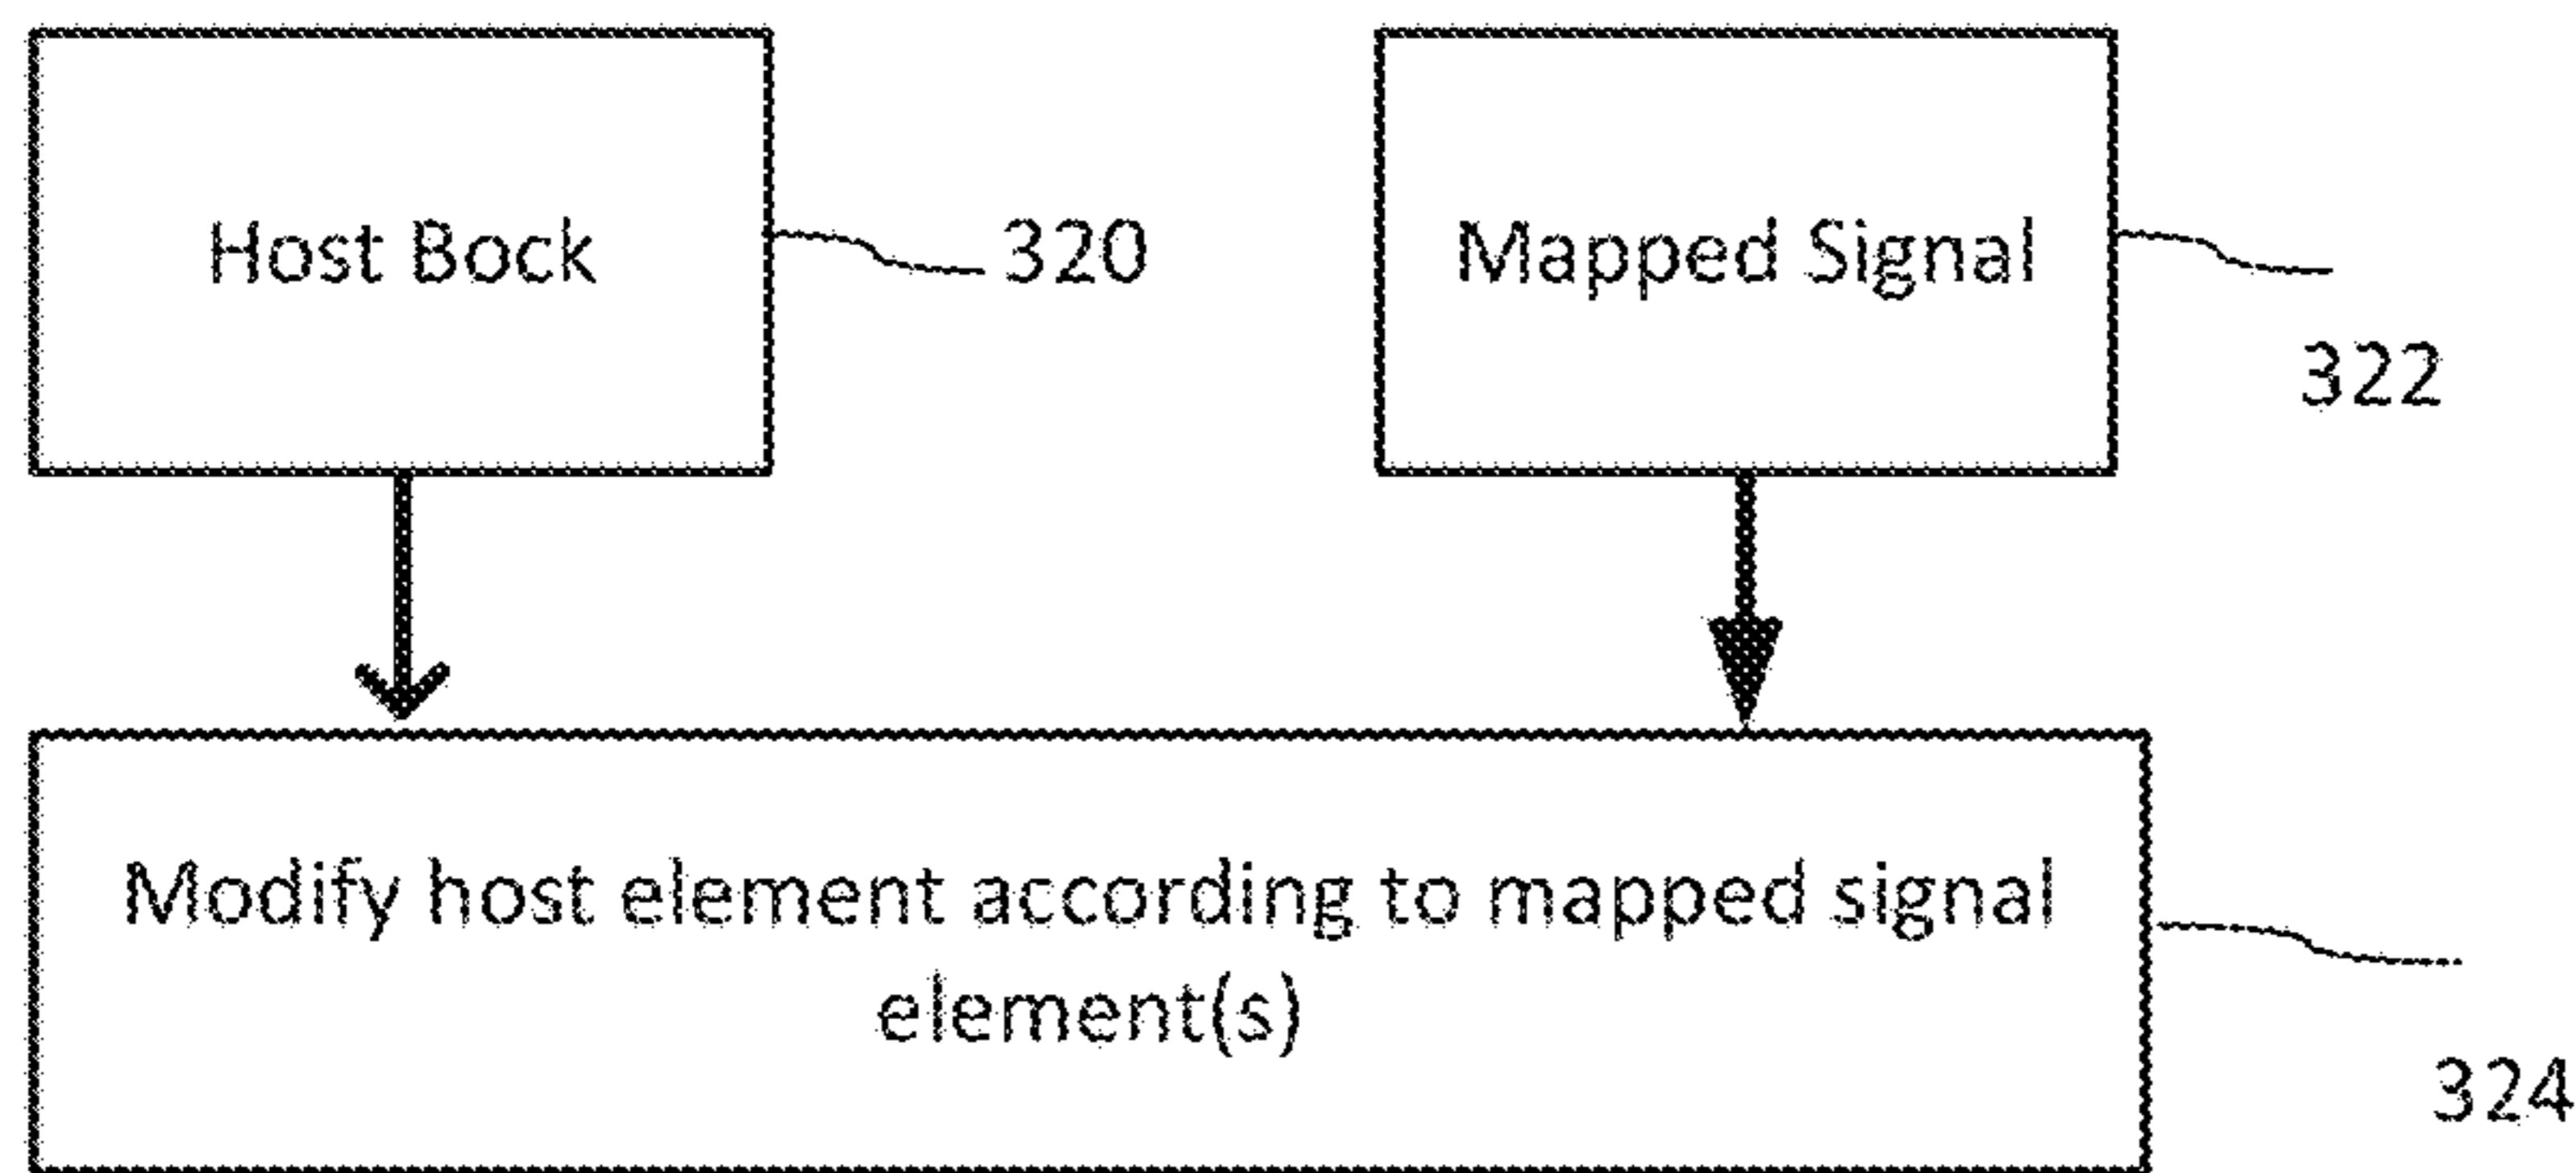 Host Bock
320
Mapped Signal
322
Modify host element according to mapped signal
element(s)
324